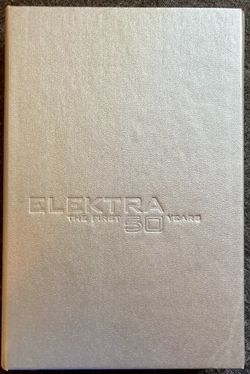 ELEKTRA
THE FIRST 50 YEARS